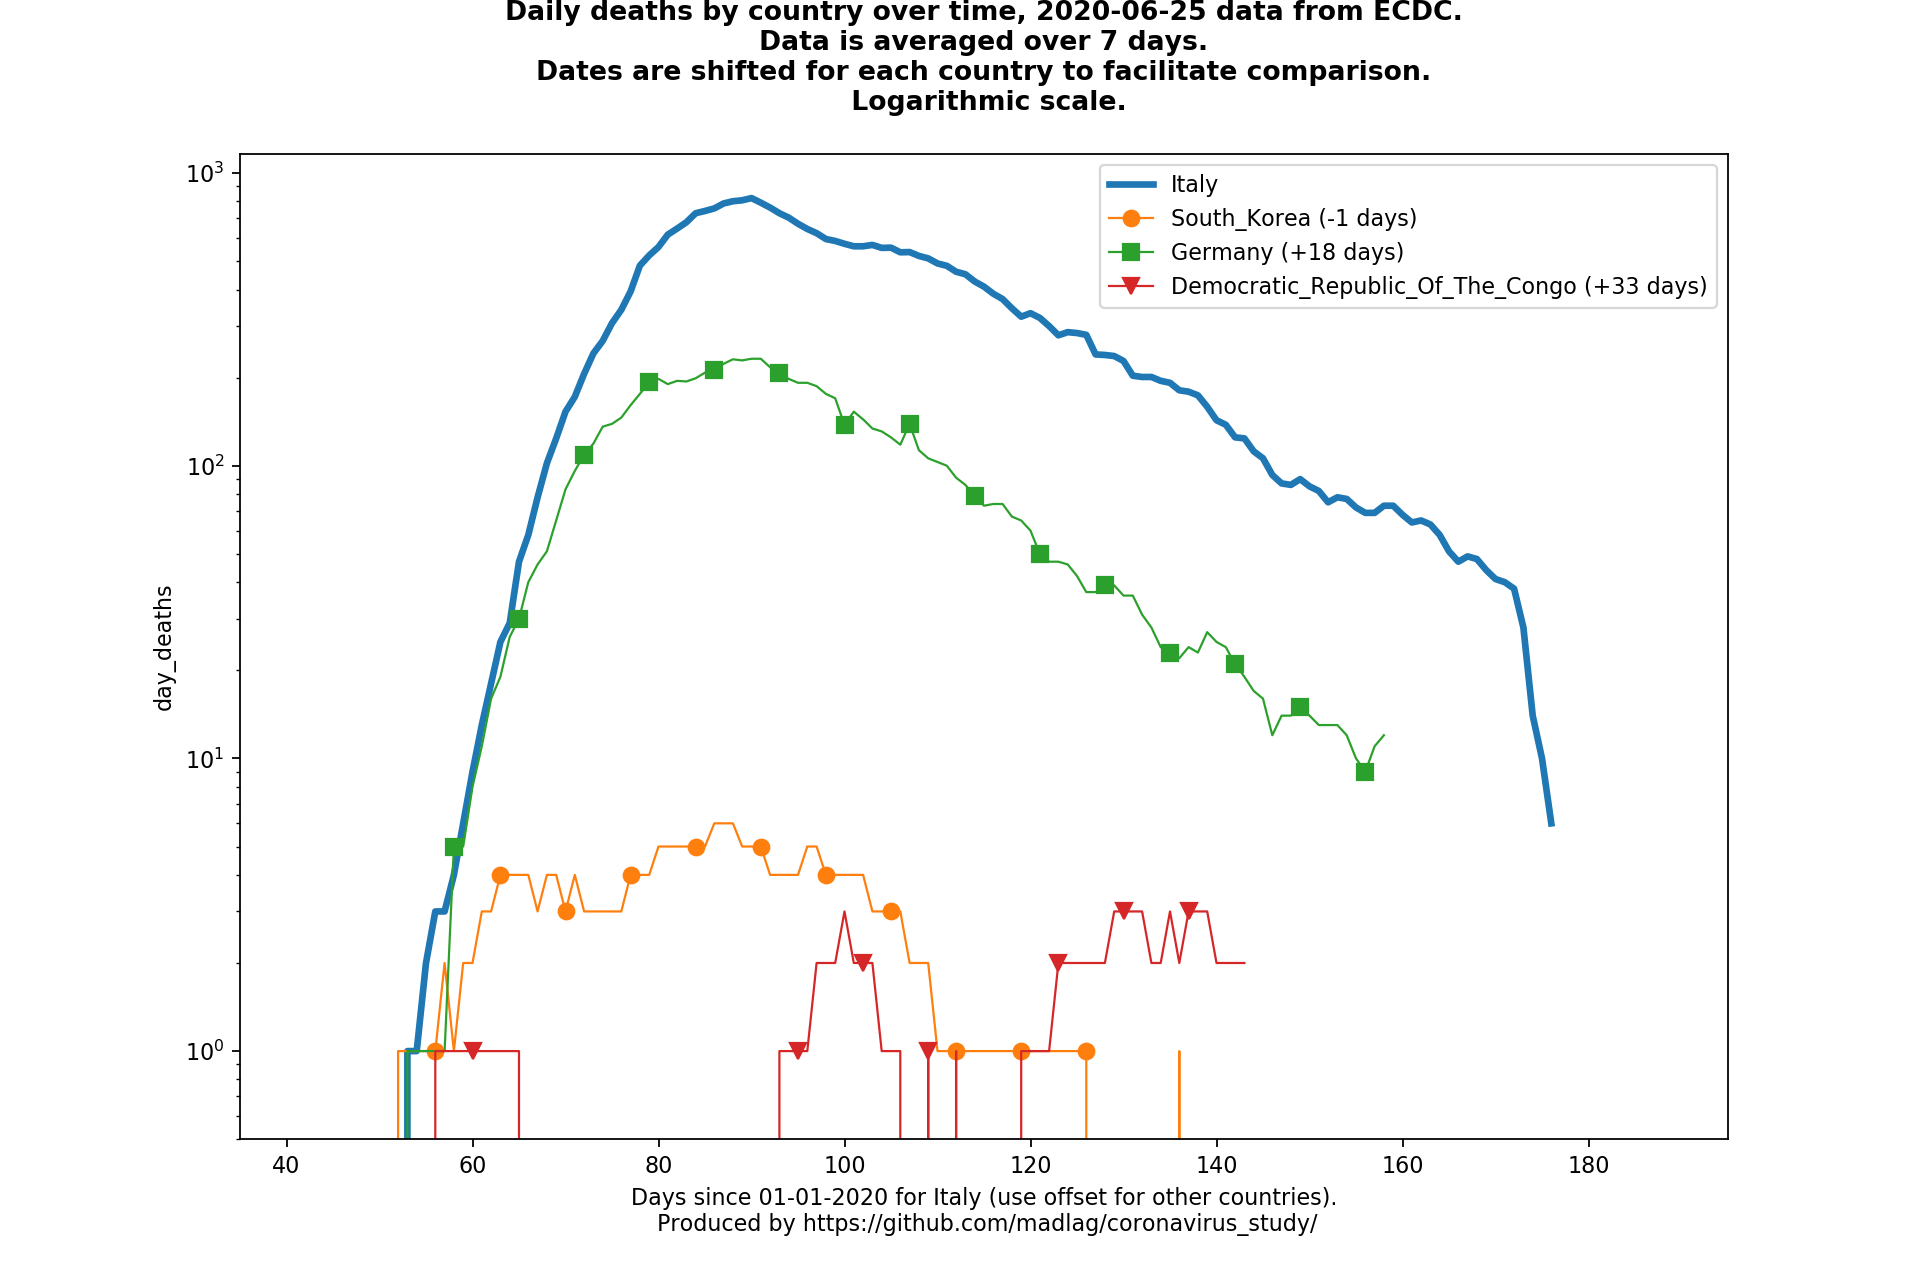 Daily deaths by country over time, 2020-06-25 data from ECDC.
Data is averaged over 7 days.
Dates are shifted for each country to facilitate comparison.
Logarithmic scale.
10³
10²
10¹
10⁰
day_deaths
Italy
South_Korea (-1 days)
Germany (+18 days)
Democratic_Republic_Of_The_Congo (+33 days)
40 60 80 100 120 140 160 180
Days since 01-01-2020 for Italy (use offset for other countries).
Produced by https://github.com/madlag/coronavirus_study/